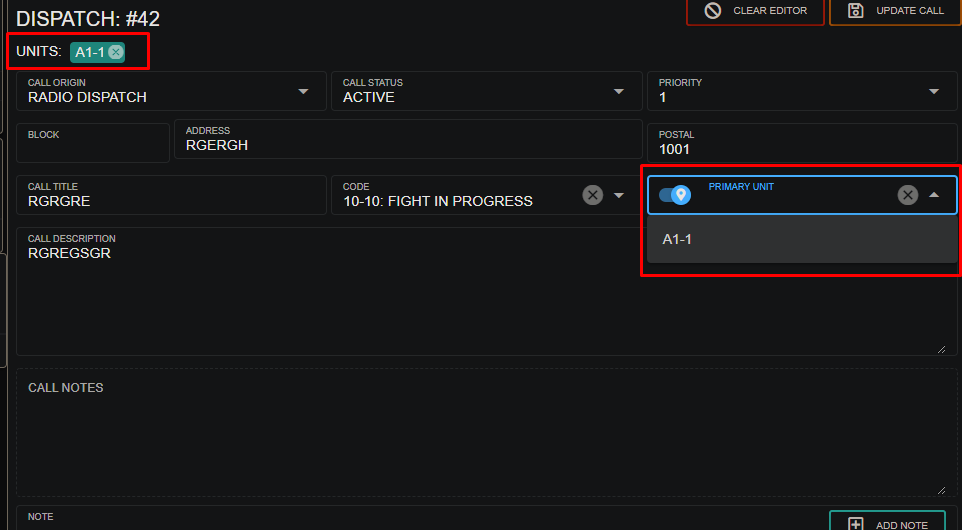 DISPATCH: #42
CLEAR EDITOR
UPDATE CALL
UNITS: A1-1
CALL ORIGIN
RADIO DISPATCH
CALL STATUS
ACTIVE
PRIORITY
1
BLOCK
ADDRESS
RGERGH
POSTAL
1001
CALL TITLE
RGRGRE
CODE
10-10: FIGHT IN PROGRESS
PRIMARY UNIT
A1-1
CALL DESCRIPTION
RGREGSGR
CALL NOTES
NOTE
ADD NOTE